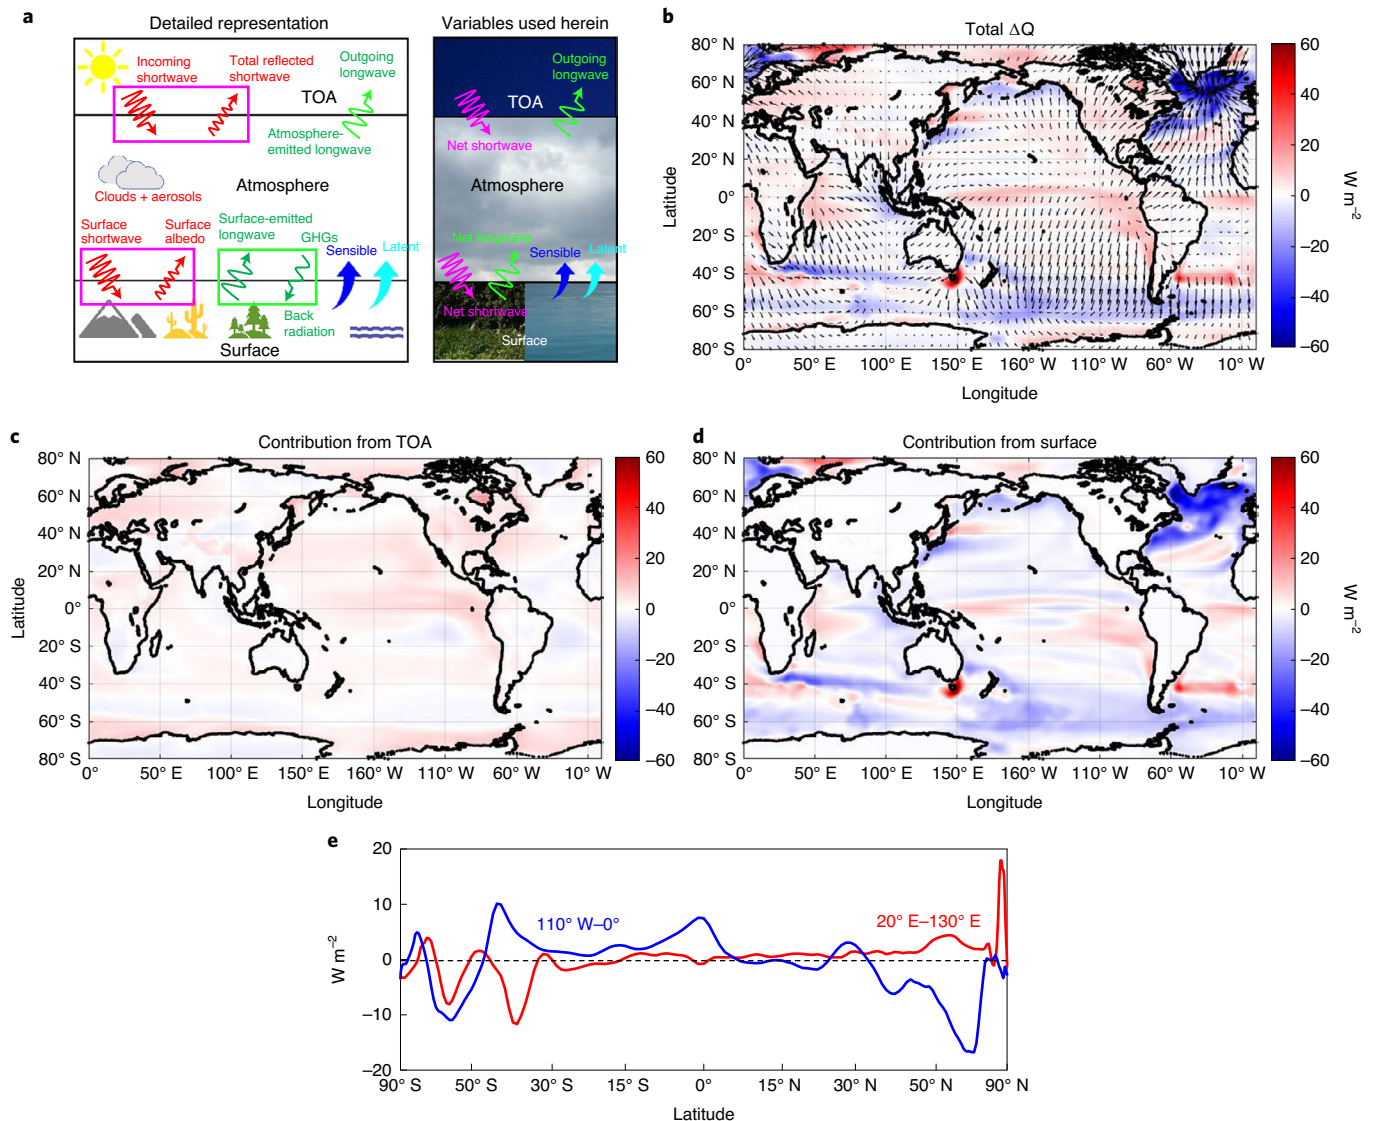 a
Detailed representation
Variables used herein
Incoming
shortwave
Total reflected
shortwave
Outgoing
longwave
TOA
Atmosphere-
emitted longwave
Clouds + aerosols
Atmosphere
Surface
shortwave
Surface
albedo
Surface-emitted
longwave
GHGs
Sensible
Latent
Back
radiation
Surface
Outgoing
longwave
TOA
Net shortwave
Atmosphere
Net longwave
Sensible
Latent
Net shortwave
Surface
b
Total ΔQ
80° N
60° N
40° N
20° N
0°
20° S
40° S
60° S
80° S
Latitude
0°
50° E
100° E
150° E
160° W
110° W
60° W
10° W
Longitude
60
40
20
0
–20
–40
–60
W m–2
c
Contribution from TOA
80° N
60° N
40° N
20° N
0°
20° S
40° S
60° S
80° S
Latitude
0°
50° E
100° E
150° E
160° W
110° W
60° W
10° W
Longitude
60
40
20
0
–20
–40
–60
d
Contribution from surface
80° N
60° N
40° N
20° N
0°
20° S
40° S
60° S
80° S
0°
50° E
100° E
150° E
160° W
110° W
60° W
10° W
Longitude
60
40
20
0
–20
–40
–60
W m–2
e
20
10
0
–10
–20
W m–2
110° W–0°
20° E–130° E
90° S
50° S
30° S
15° S
0°
15° N
30° N
50° N
90° N
Latitude